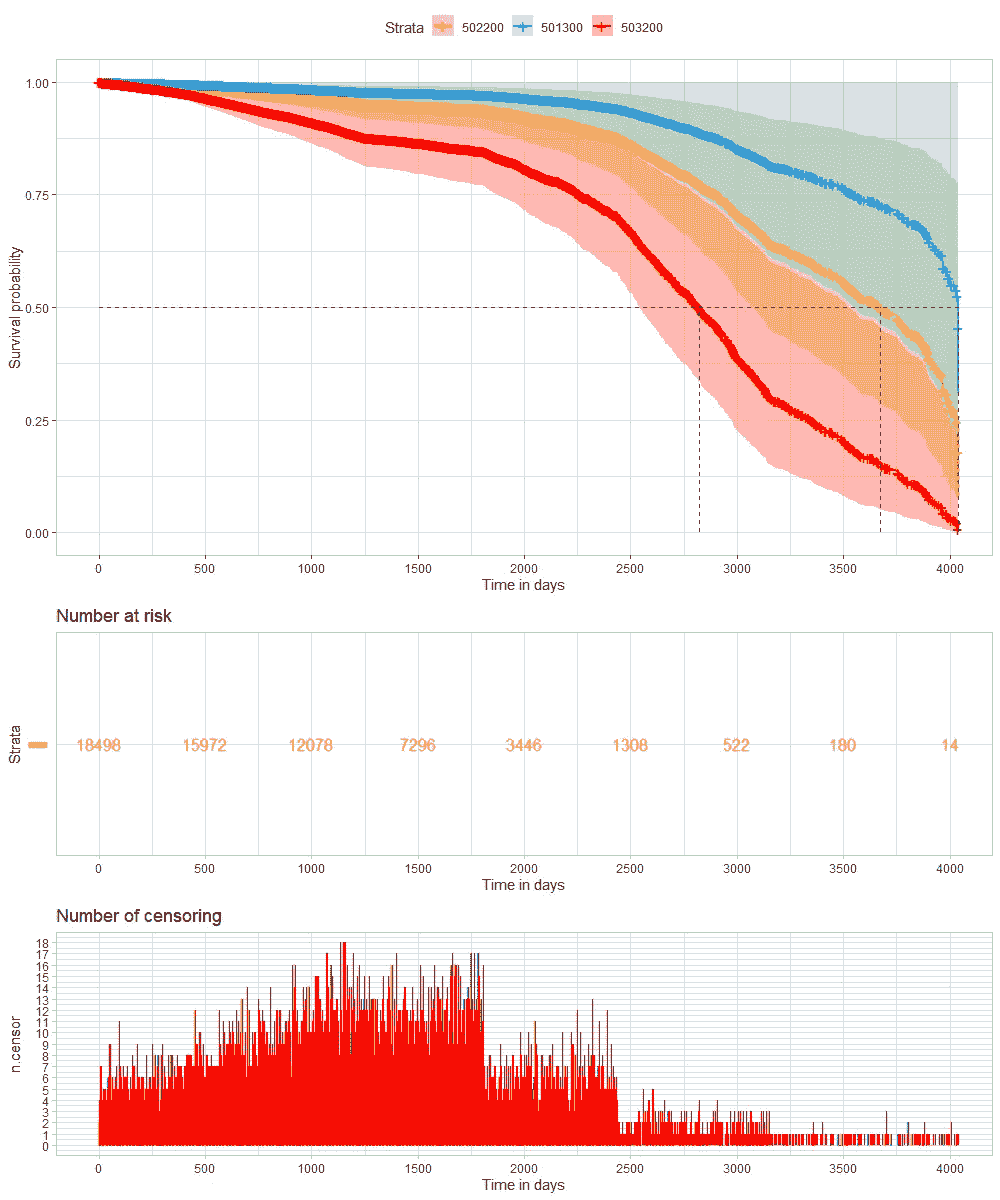 Strata 502200 501300 503200
Survival probability
1.00
0.75
0.50
0.25
0.00
0 500 1000 1500 2000 2500 3000 3500 4000
Time in days
Number at risk
Strata
18498 15972 12078 7296 3446 1308 522 180 14
0 500 1000 1500 2000 2500 3000 3500 4000
Time in days
Number of censoring
n.censor
18
17
16
15
14
13
12
11
10
9
8
7
6
5
4
3
2
1
0
0 500 1000 1500 2000 2500 3000 3500 4000
Time in days